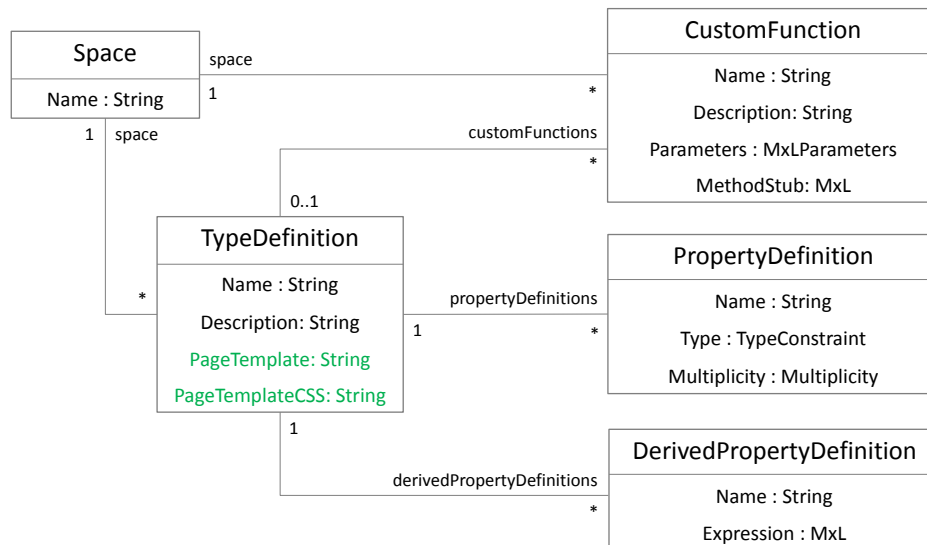 Space
Name : String
space
1
*
CustomFunction
Name : String
Description: String
Parameters : MxLParameters
MethodStub: MxL
1
space
customFunctions
*
0..1
TypeDefinition
Name : String
Description: String
PageTemplate: String
PageTemplateCSS: String
*
propertyDefinitions
1
*
PropertyDefinition
Name : String
Type : TypeConstraint
Multiplicity : Multiplicity
1
derivedPropertyDefinitions
*
DerivedPropertyDefinition
Name : String
Expression : MxL